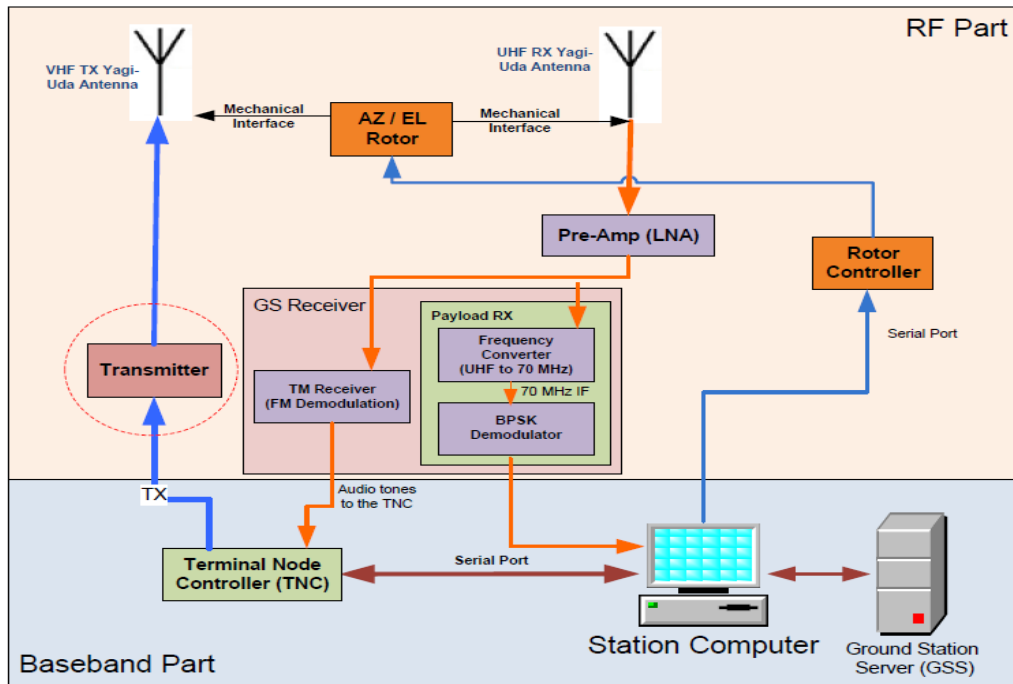 RF Part
VHF TX Yagi-
Uda Antenna
UHF RX Yagi-
Uda Antenna
Mechanical
Interface
AZ / EL
Rotor
Mechanical
Interface
Pre-Amp (LNA)
Rotor
Controller
Serial Port
GS Receiver
Payload RX
Frequency
Converter
(UHF to 70 MHz)
70 MHz IF
BPSK
Demodulator
TM Receiver
(FM Demodulation)
Transmitter
TX
Audio tones
to the TNC
Terminal Node
Controller (TNC)
Serial Port
Station Computer
Ground Station
Server (GSS)
Baseband Part